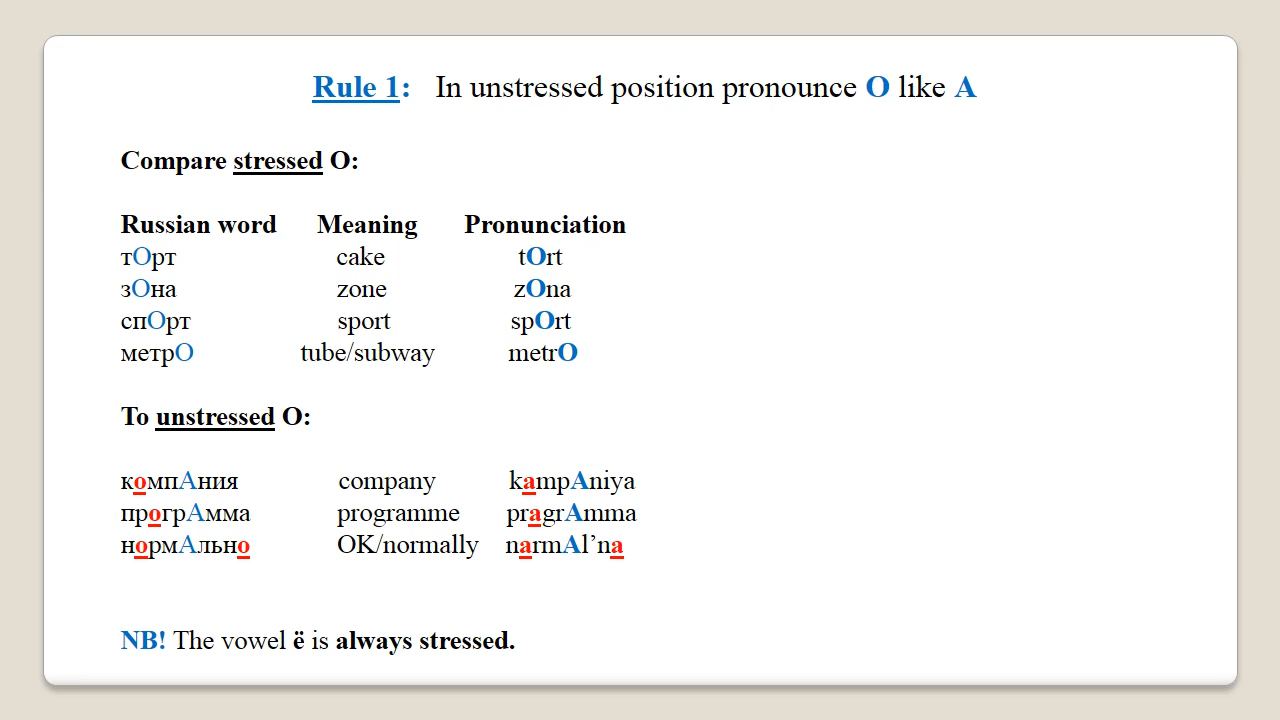 Rule 1: In unstressed position pronounce O like A
Compare stressed O:
Russian word Meaning Pronunciation
тОрт cake tOrt
зОна zone zOna
спОрт sport spOrt
метрО tube/subway metrO
To unstressed O:
компАния company kampAniya
прогрАмма programme pragrAmma
нормАльно OK/normally narmAl’na
NB! The vowel ё is always stressed.